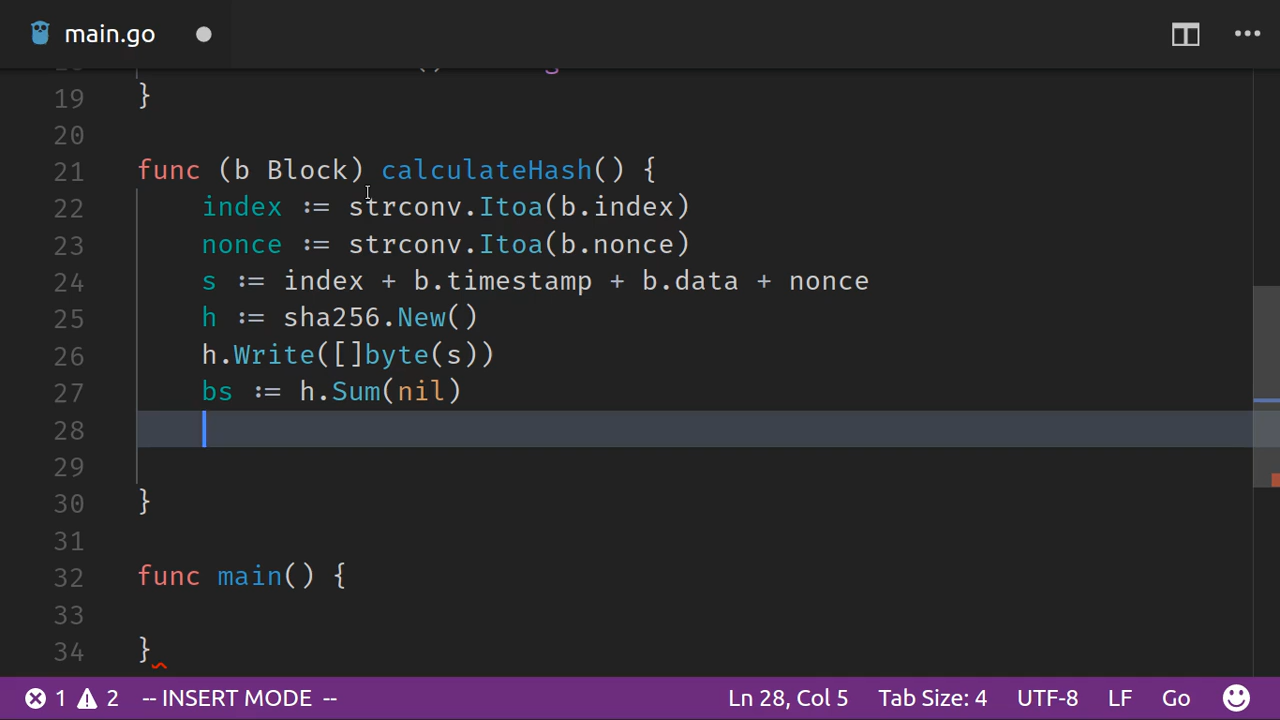 main.go
19 }
20
21 func (b Block) calculateHash() {
22 index := strconv.Itoa(b.index)
23 nonce := strconv.Itoa(b.nonce)
24 s := index + b.timestamp + b.data + nonce
25 h := sha256.New()
26 h.Write([]byte(s))
27 bs := h.Sum(nil)
28
29
30 }
31
32 func main() {
33
34 }
1 2 -- INSERT MODE -- Ln 28, Col 5 Tab Size: 4 UTF-8 LF Go